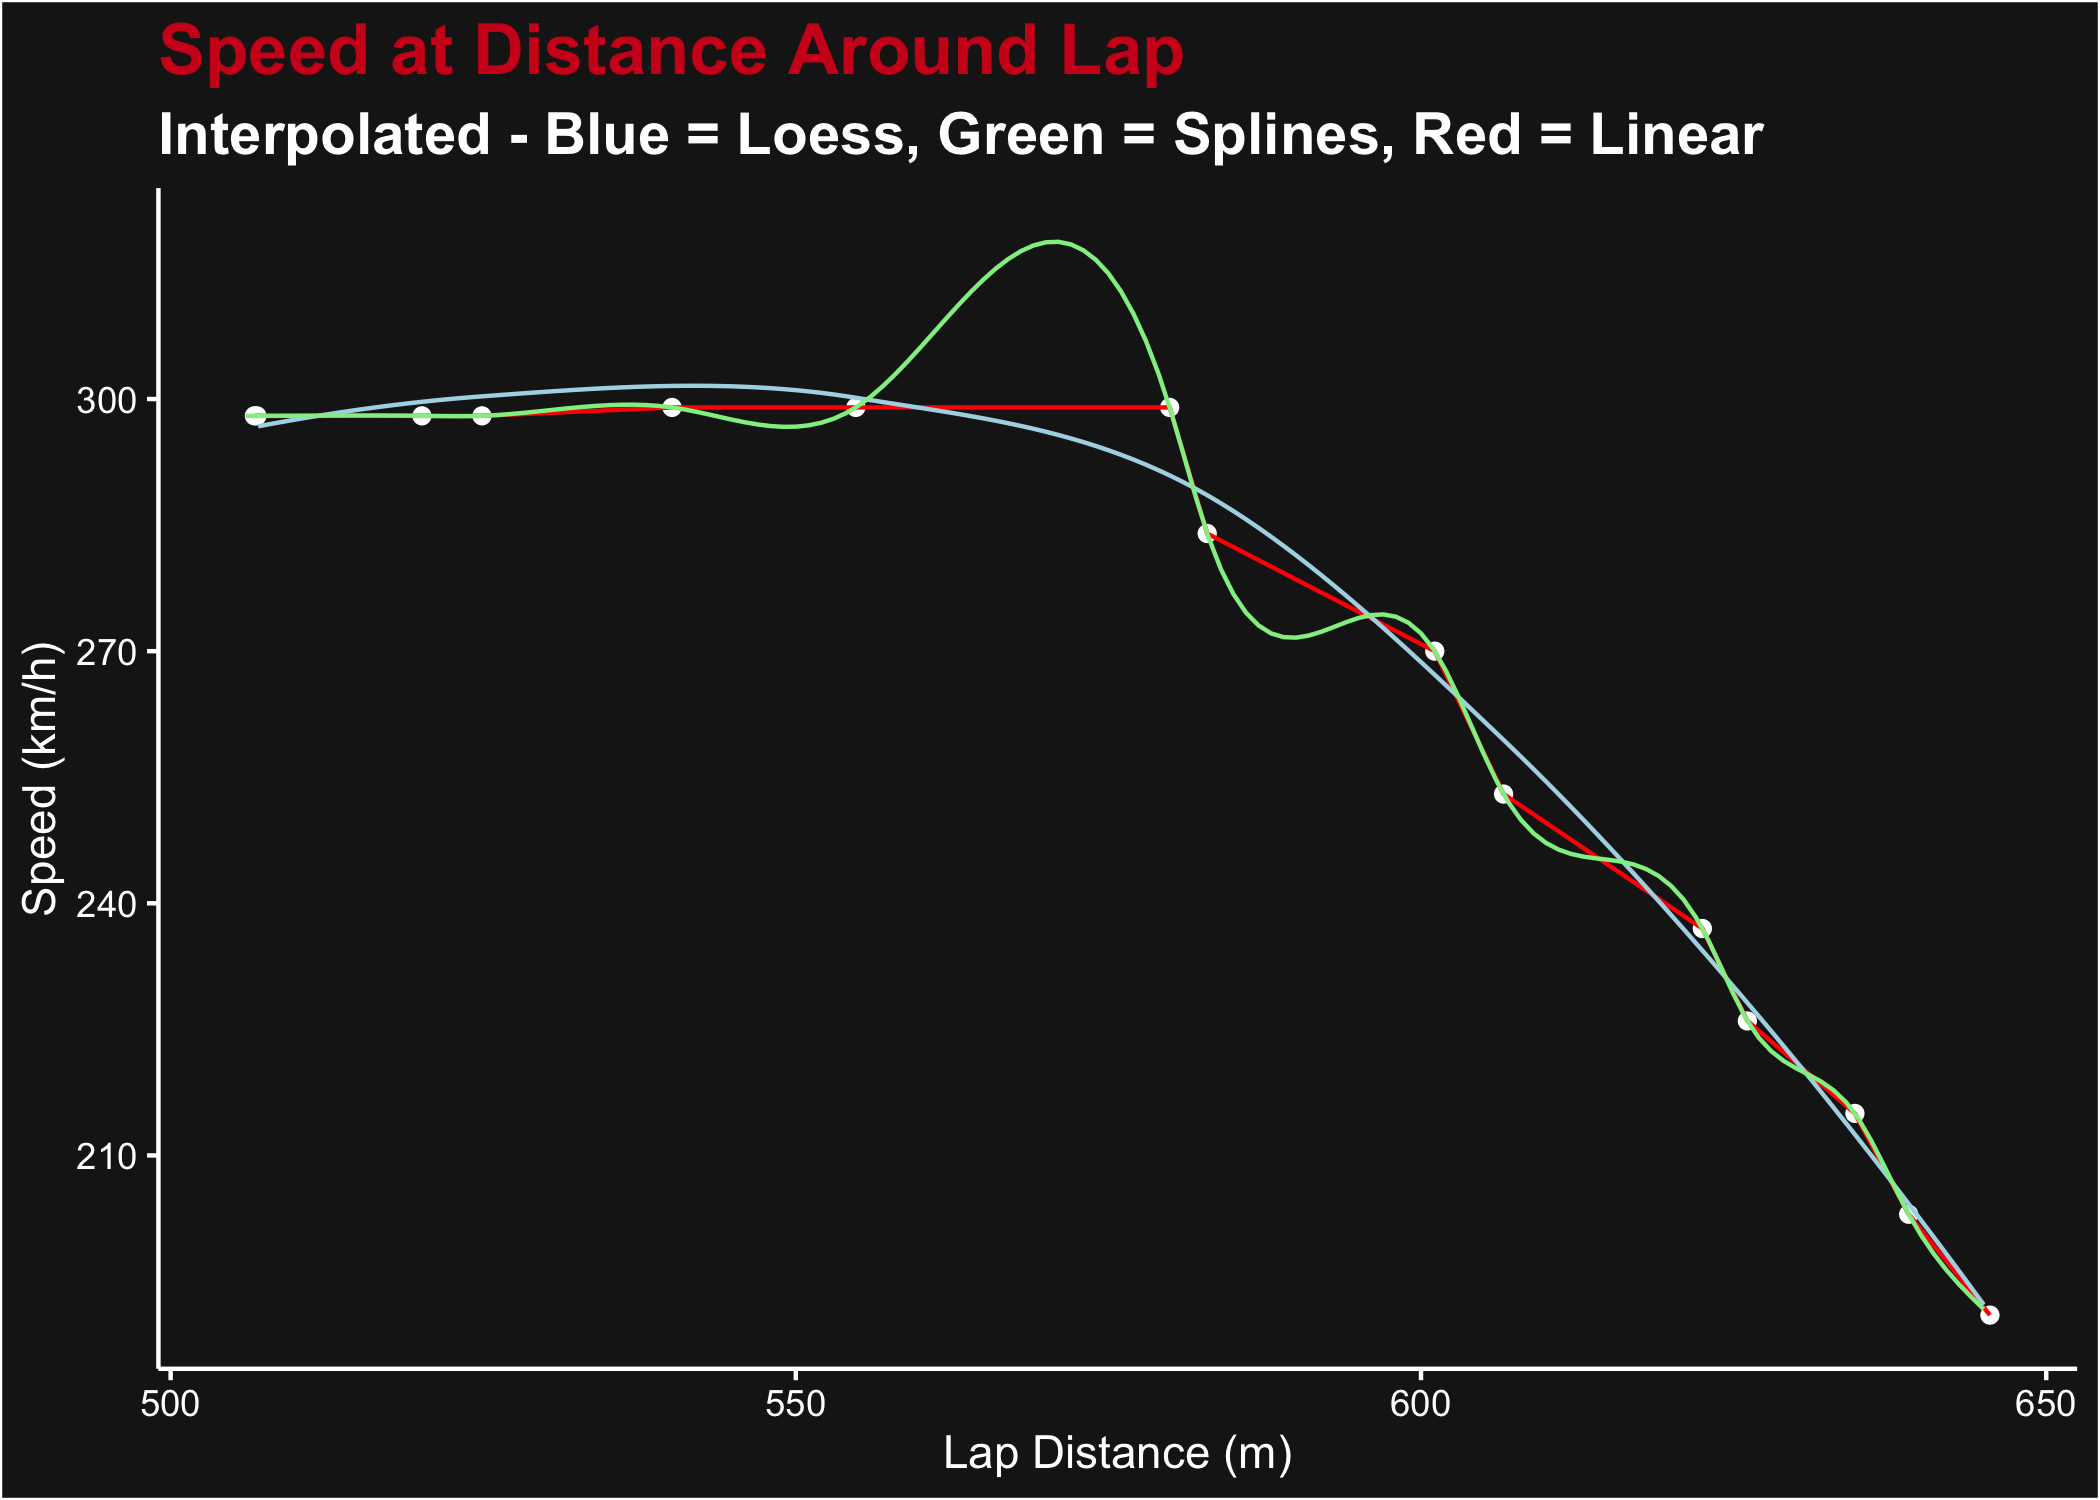 Speed at Distance Around Lap
Interpolated - Blue = Loess, Green = Splines, Red = Linear
Speed (km/h)
300
270
240
210
500
550
600
650
Lap Distance (m)